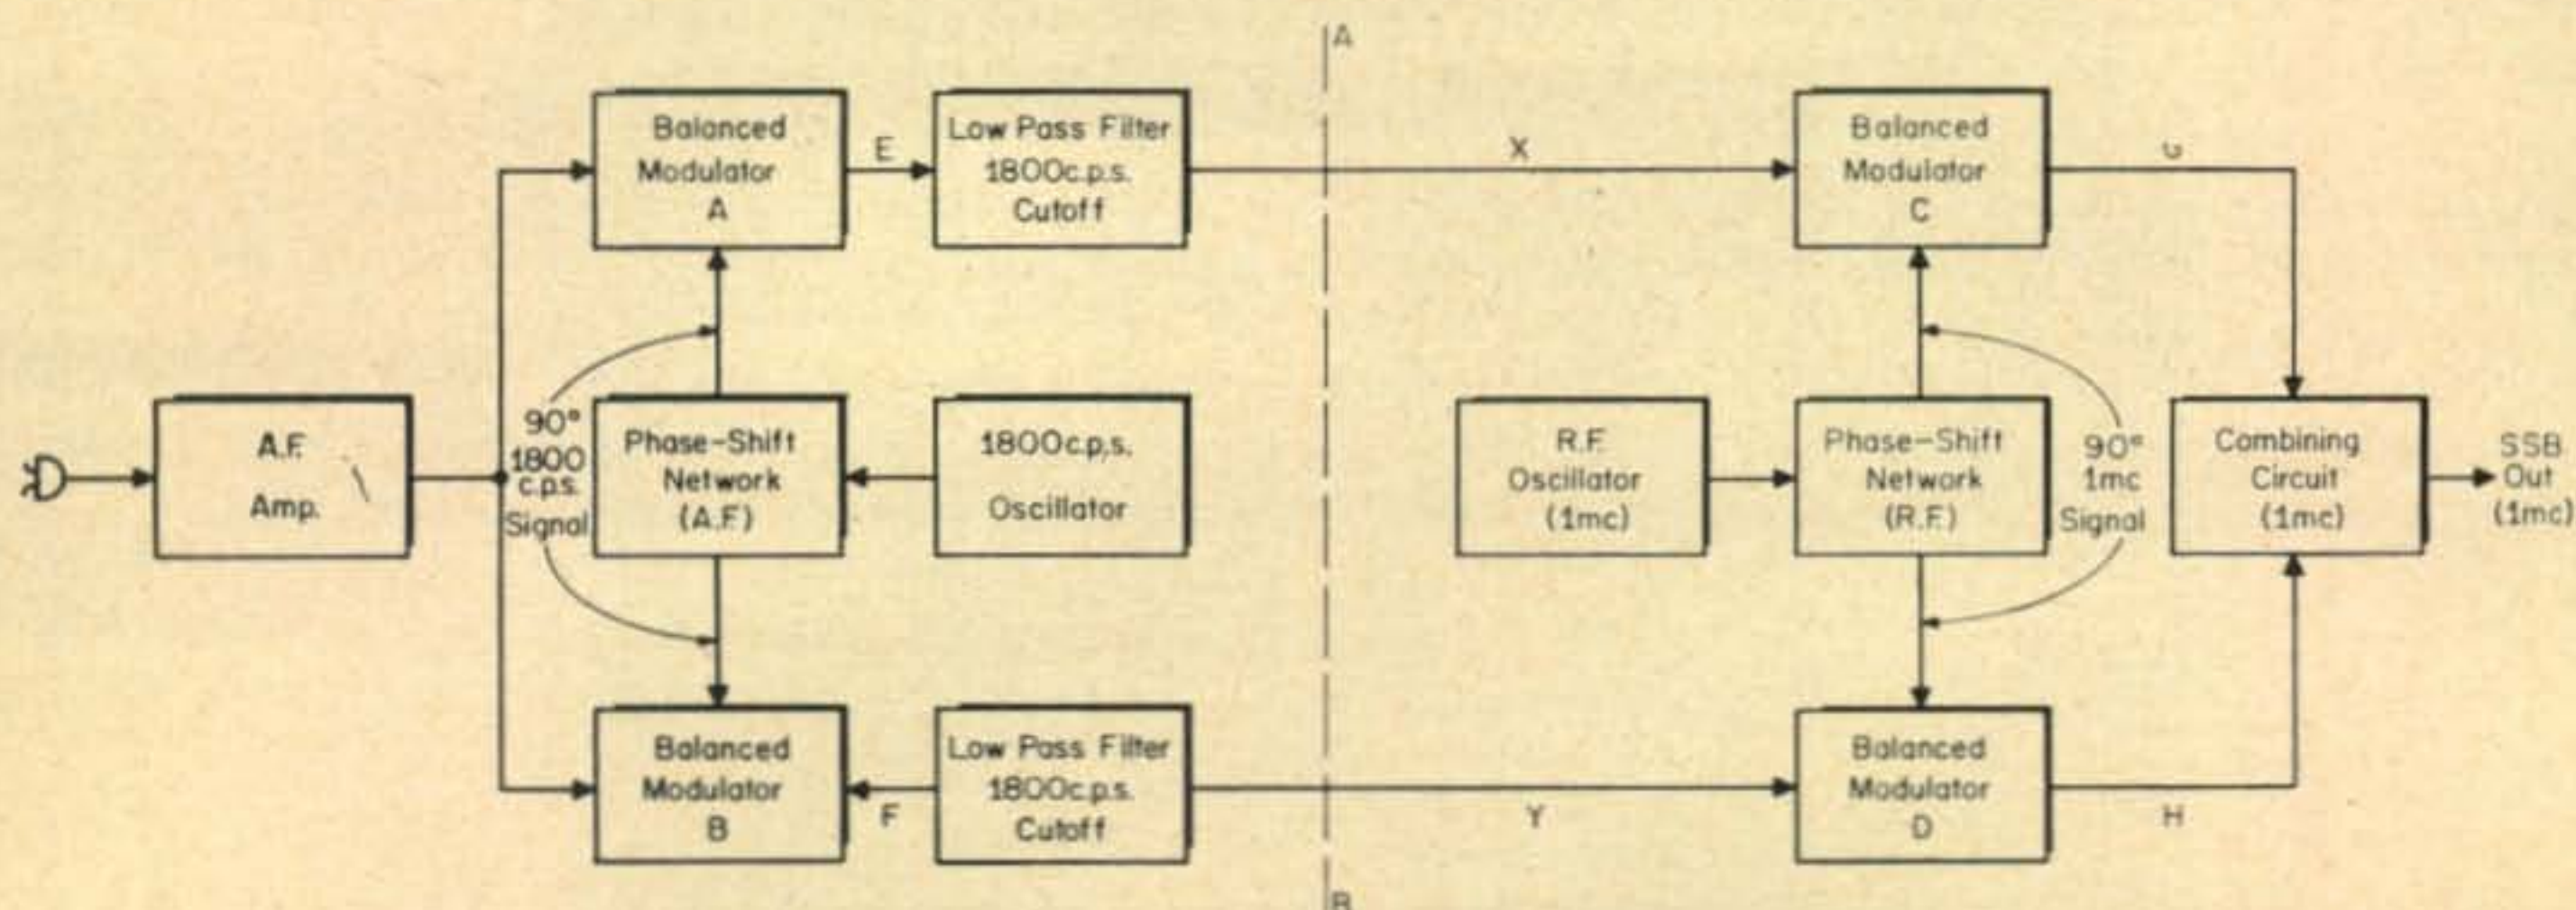 A
Balanced
Modulator
A
E
Low Pass Filter
1800c.p.s.
Cutoff
X
Balanced
Modulator
C
G
A.F.
Amp.
90°
1800
c.p.s.
Signal
Phase-Shift
Network
(A.F.)
1800c.p.s.
Oscillator
R.F.
Oscillator
(1mc)
Phase-Shift
Network
(R.F.)
90°
1mc
Signal
Combining
Circuit
(1mc)
SSB
Out
(1mc)
Balanced
Modulator
B
F
Low Pass Filter
1800c.p.s.
Cutoff
Y
Balanced
Modulator
D
H
B